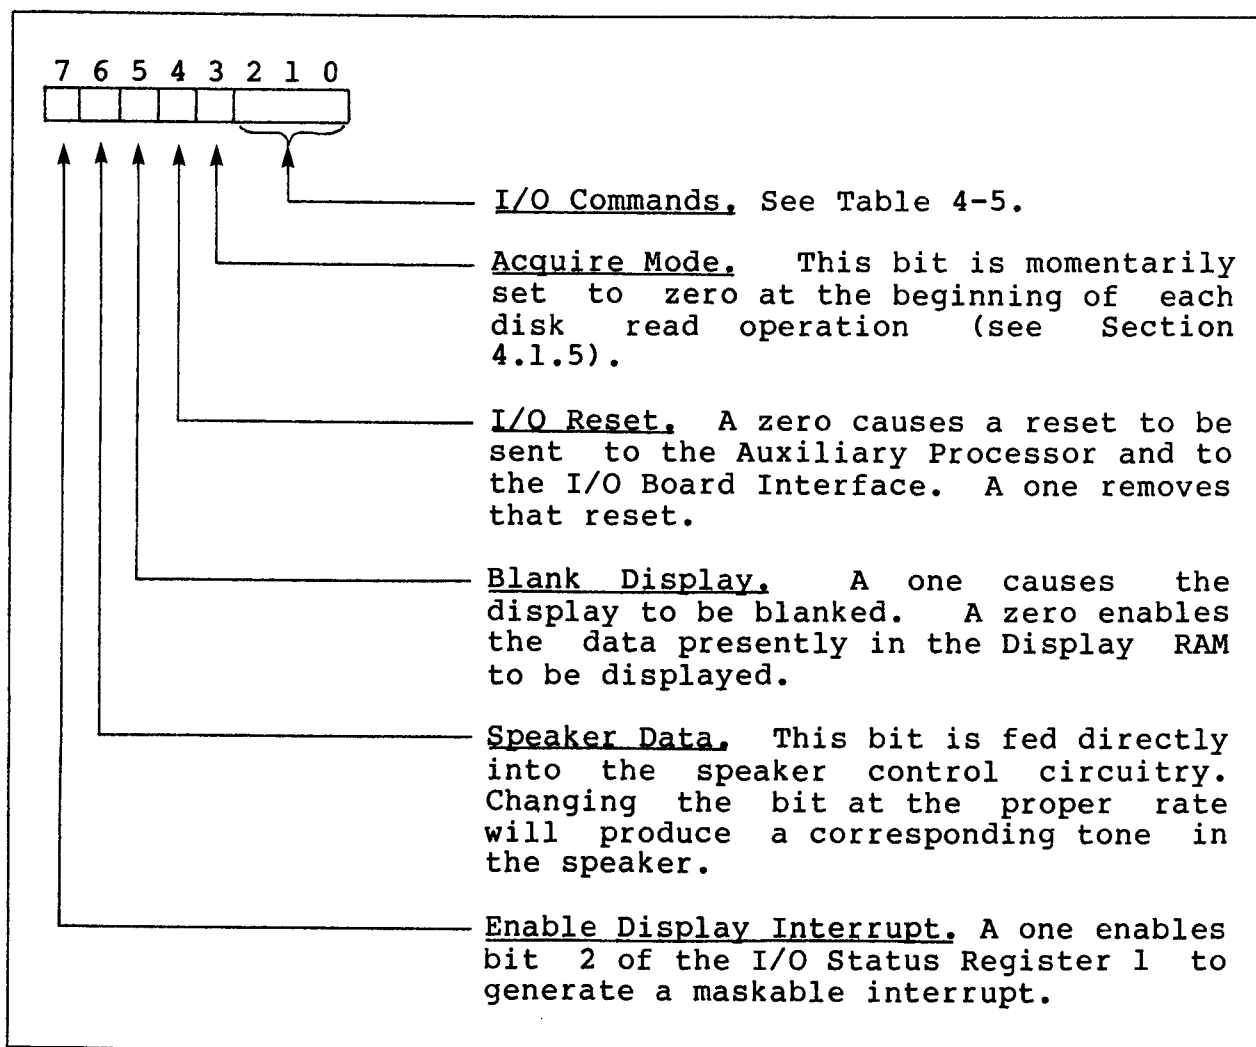 7 6 5 4 3 2 1 0
I/O Commands. See Table 4-5.
Acquire Mode. This bit is momentarily
set to zero at the beginning of each
disk read operation (see Section
4.1.5).
I/O Reset. A zero causes a reset to be
sent to the Auxiliary Processor and to
the I/O Board Interface. A one removes
that reset.
Blank Display. A one causes the
display to be blanked. A zero enables
the data presently in the Display RAM
to be displayed.
Speaker Data. This bit is fed directly
into the speaker control circuitry.
Changing the bit at the proper rate
will produce a corresponding tone in
the speaker.
Enable Display Interrupt. A one enables
bit 2 of the I/O Status Register 1 to
generate a maskable interrupt.